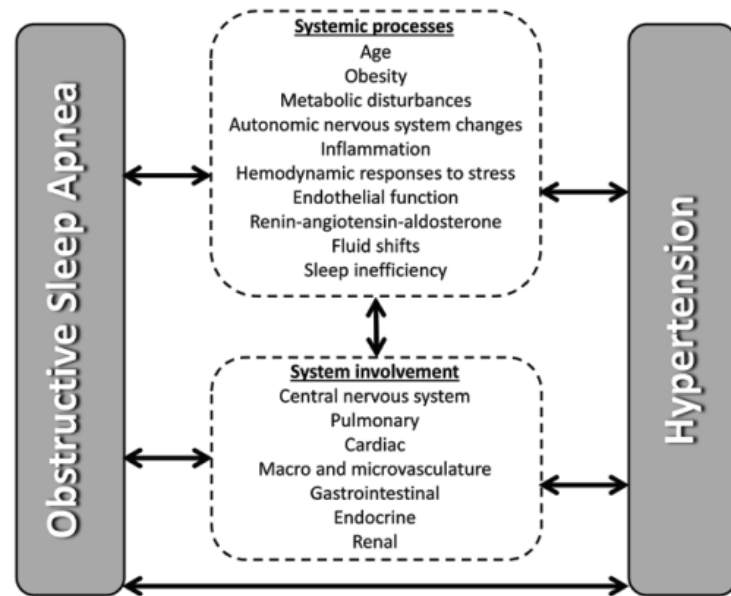 Obstructive Sleep Apnea
Systemic processes
Age
Obesity
Metabolic disturbances
Autonomic nervous system changes
Inflammation
Hemodynamic responses to stress
Endothelial function
Renin-angiotensin-aldosterone
Fluid shifts
Sleep inefficiency
System involvement
Central nervous system
Pulmonary
Cardiac
Macro and microvasculature
Gastrointestinal
Endocrine
Renal
Hypertension